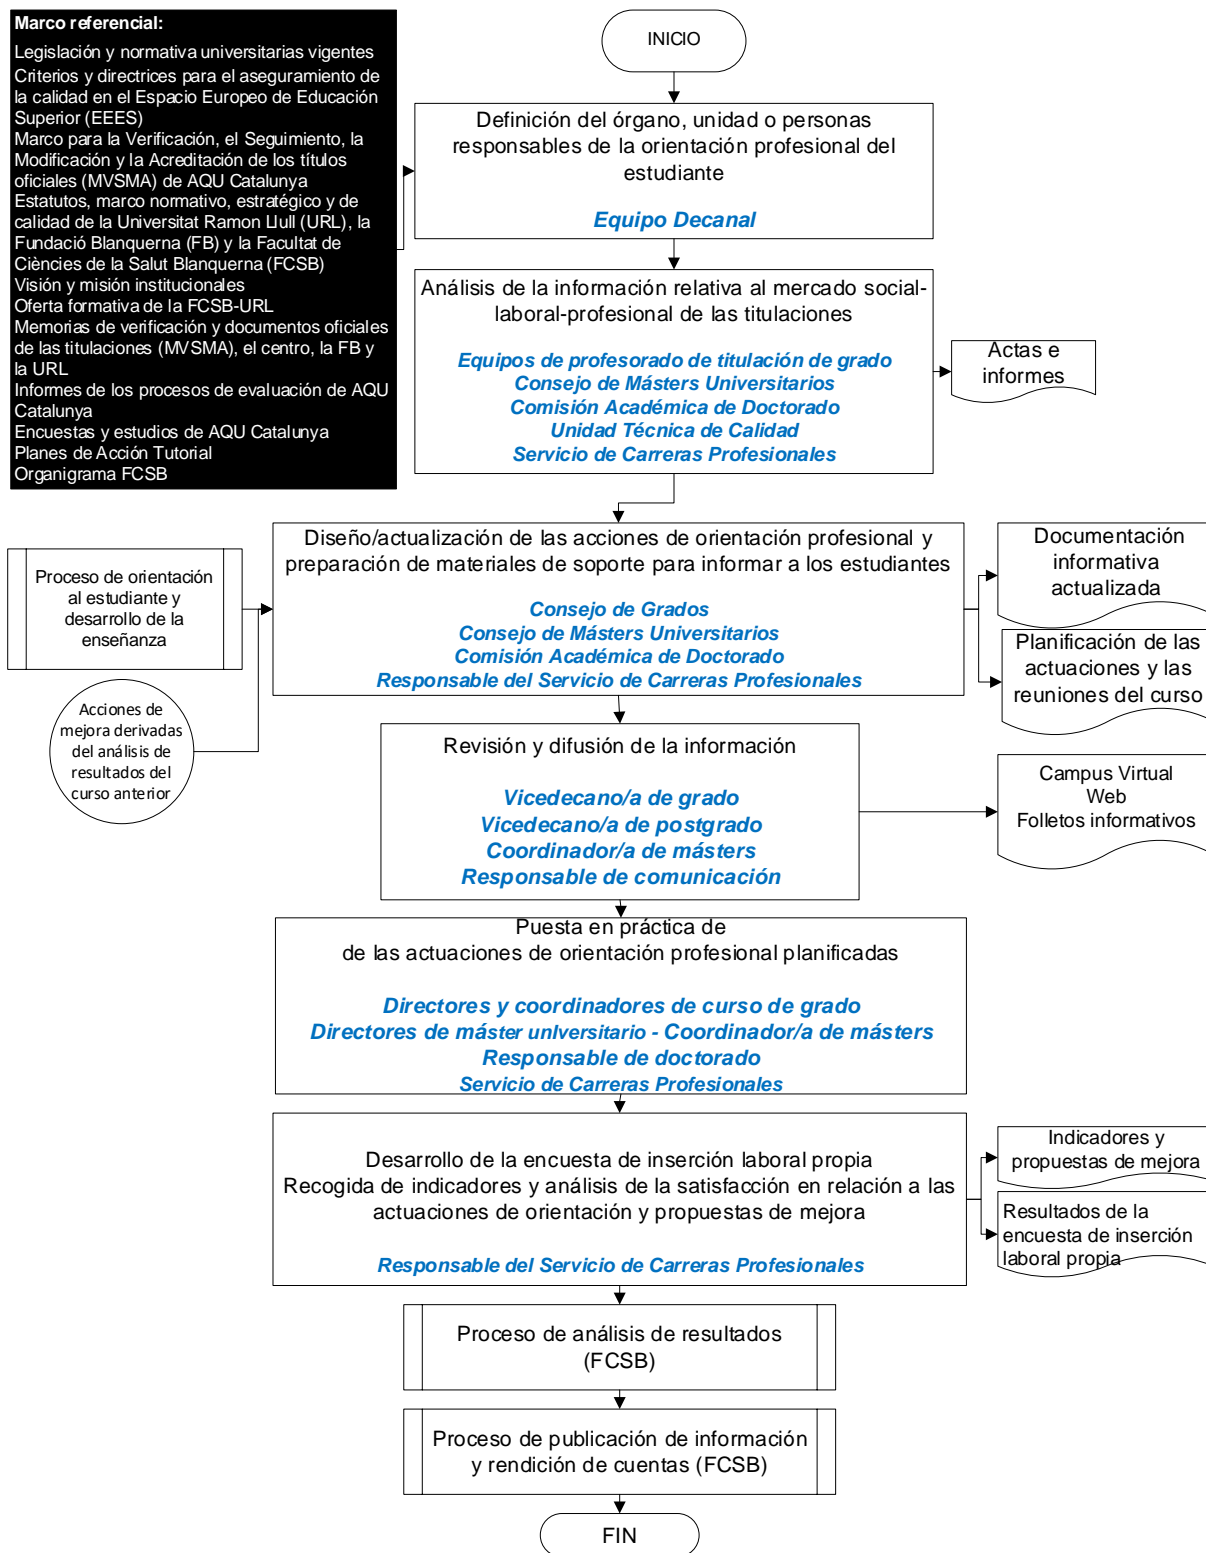 Marco referencial:
Legislación y normativa universitarias vigentes
Criterios y directrices para el aseguramiento de
la calidad en el Espacio Europeo de Educación
Superior (EEES)
Marco para la Verificación, el Seguimiento, la
Modificación y la Acreditación de los títulos
oficiales (MVSMA) de AQU Catalunya
Estatutos, marco normativo, estratégico y de
calidad de la Universitat Ramon Llull (URL), la
Fundació Blanquerna (FB) y la Facultat de
Ciències de la Salut Blanquerna (FCSB)
Visión y misión institucionales
Oferta formativa de la FCSB-URL
Memorias de verificación y documentos oficiales
de las titulaciones (MVSMA), el centro, la FB y
la URL
Informes de los procesos de evaluación de AQU
Catalunya
Encuestas y estudios de AQU Catalunya
Planes de Acción Tutorial
Organigrama FCSB
INICIO
Definición del órgano, unidad o personas
responsables de la orientación profesional del
estudiante
Equipo Decanal
Análisis de la información relativa al mercado social-
laboral-profesional de las titulaciones
Equipos de profesorado de titulación de grado
Consejo de Másters Universitarios
Comisión Académica de Doctorado
Unidad Técnica de Calidad
Servicio de Carreras Profesionales
Actas e
informes
Diseño/actualización de las acciones de orientación profesional y
preparación de materiales de soporte para informar a los estudiantes
Consejo de Grados
Consejo de Másters Universitarios
Comisión Académica de Doctorado
Responsable del Servicio de Carreras Profesionales
Proceso de orientación
al estudiante y
desarrollo de la
enseñanza
Acciones de
mejora derivadas
del análisis de
resultados del
curso anterior
Documentación
informativa
actualizada
Planificación de las
actuaciones y las
reuniones del curso
Revisión y difusión de la información
Vicedecano/a de grado
Vicedecano/a de postgrado
Coordinador/a de másters
Responsable de comunicación
Campus Virtual
Web
Folletos informativos
Puesta en práctica de
de las actuaciones de orientación profesional planificadas
Directores y coordinadores de curso de grado
Directores de máster unIversitario - Coordinador/a de másters
Responsable de doctorado
Servicio de Carreras Profesionales
Desarrollo de la encuesta de inserción laboral propia
Recogida de indicadores y análisis de la satisfacción en relación a las
actuaciones de orientación y propuestas de mejora
Responsable del Servicio de Carreras Profesionales
Indicadores y
propuestas de mejora
Resultados de la
encuesta de inserción
laboral propia
Proceso de análisis de resultados
(FCSB)
Proceso de publicación de información
y rendición de cuentas (FCSB)
FIN